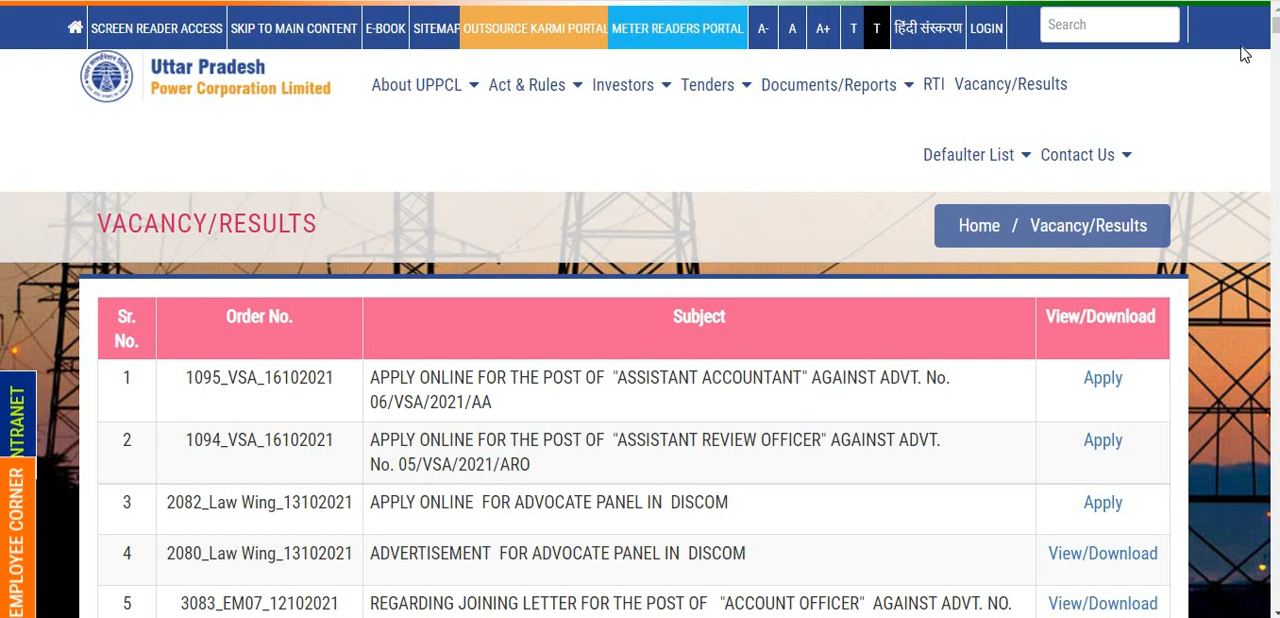 SCREEN READER ACCESS SKIP TO MAIN CONTENT E-BOOK SITEMAP OUTSOURCE KARMI PORTAL METER READERS PORTAL A- A A+ T T हिंदी संस्करण LOGIN Search
Uttar Pradesh
Power Corporation Limited
About UPPCL Act & Rules Investors Tenders Documents/Reports RTI Vacancy/Results
Defaulter List Contact Us
VACANCY/RESULTS
Home / Vacancy/Results
Sr. No. Order No. Subject View/Download
1 1095_VSA_16102021 APPLY ONLINE FOR THE POST OF "ASSISTANT ACCOUNTANT" AGAINST ADVT. No. Apply
06/VSA/2021/AA
2 1094_VSA_16102021 APPLY ONLINE FOR THE POST OF "ASSISTANT REVIEW OFFICER" AGAINST ADVT. Apply
No. 05/VSA/2021/ARO
3 2082_Law Wing_13102021 APPLY ONLINE FOR ADVOCATE PANEL IN DISCOM Apply
4 2080_Law Wing_13102021 ADVERTISEMENT FOR ADVOCATE PANEL IN DISCOM View/Download
5 3083_EM07_12102021 REGARDING JOINING LETTER FOR THE POST OF "ACCOUNT OFFICER" AGAINST ADVT. NO. View/Download
NTRANET
EMPLOYEE CORNER